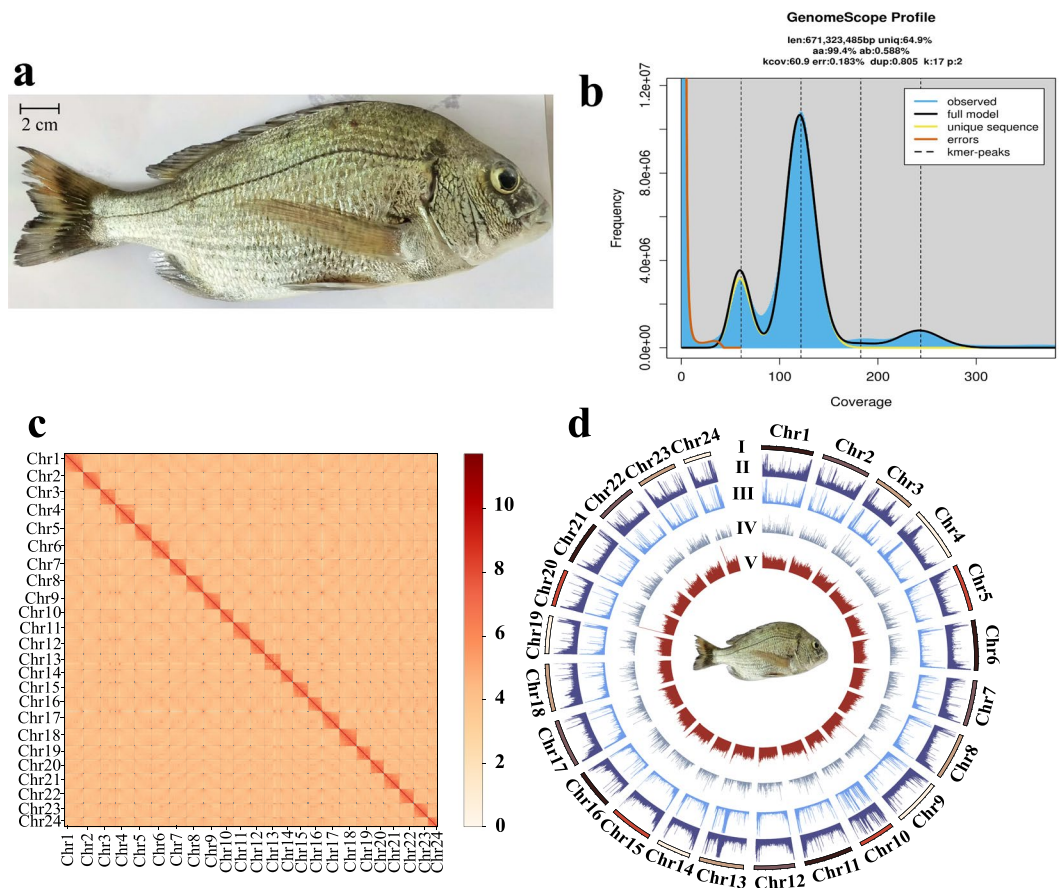 a
2 cm
b
GenomeScope Profile
len:671,323,485bp uniq:64.9%
aa:99.4% ab:0.588%
kcov:60.9 err:0.183% dup:0.805 k:17 p:2
observed
full model
unique sequence
errors
kmer-peaks
Frequency
1.2e+07
8.0e+06
4.0e+06
0.0e+00
0
100
200
300
Coverage
c
Chr1
Chr2
Chr3
Chr4
Chr5
Chr6
Chr7
Chr8
Chr9
Chr10
Chr11
Chr12
Chr13
Chr14
Chr15
Chr16
Chr17
Chr18
Chr19
Chr20
Chr21
Chr22
Chr23
Chr24
Chr1
Chr2
Chr3
Chr4
Chr5
Chr6
Chr7
Chr8
Chr9
Chr10
Chr11
Chr12
Chr13
Chr14
Chr15
Chr16
Chr17
Chr18
Chr19
Chr20
Chr21
Chr22
Chr23
Chr24
10
8
6
4
2
0
d
I
II
III
IV
V
Chr1
Chr2
Chr3
Chr4
Chr5
Chr6
Chr7
Chr8
Chr9
Chr10
Chr11
Chr12
Chr13
Chr14
Chr15
Chr16
Chr17
Chr18
Chr19
Chr20
Chr21
Chr22
Chr23
Chr24